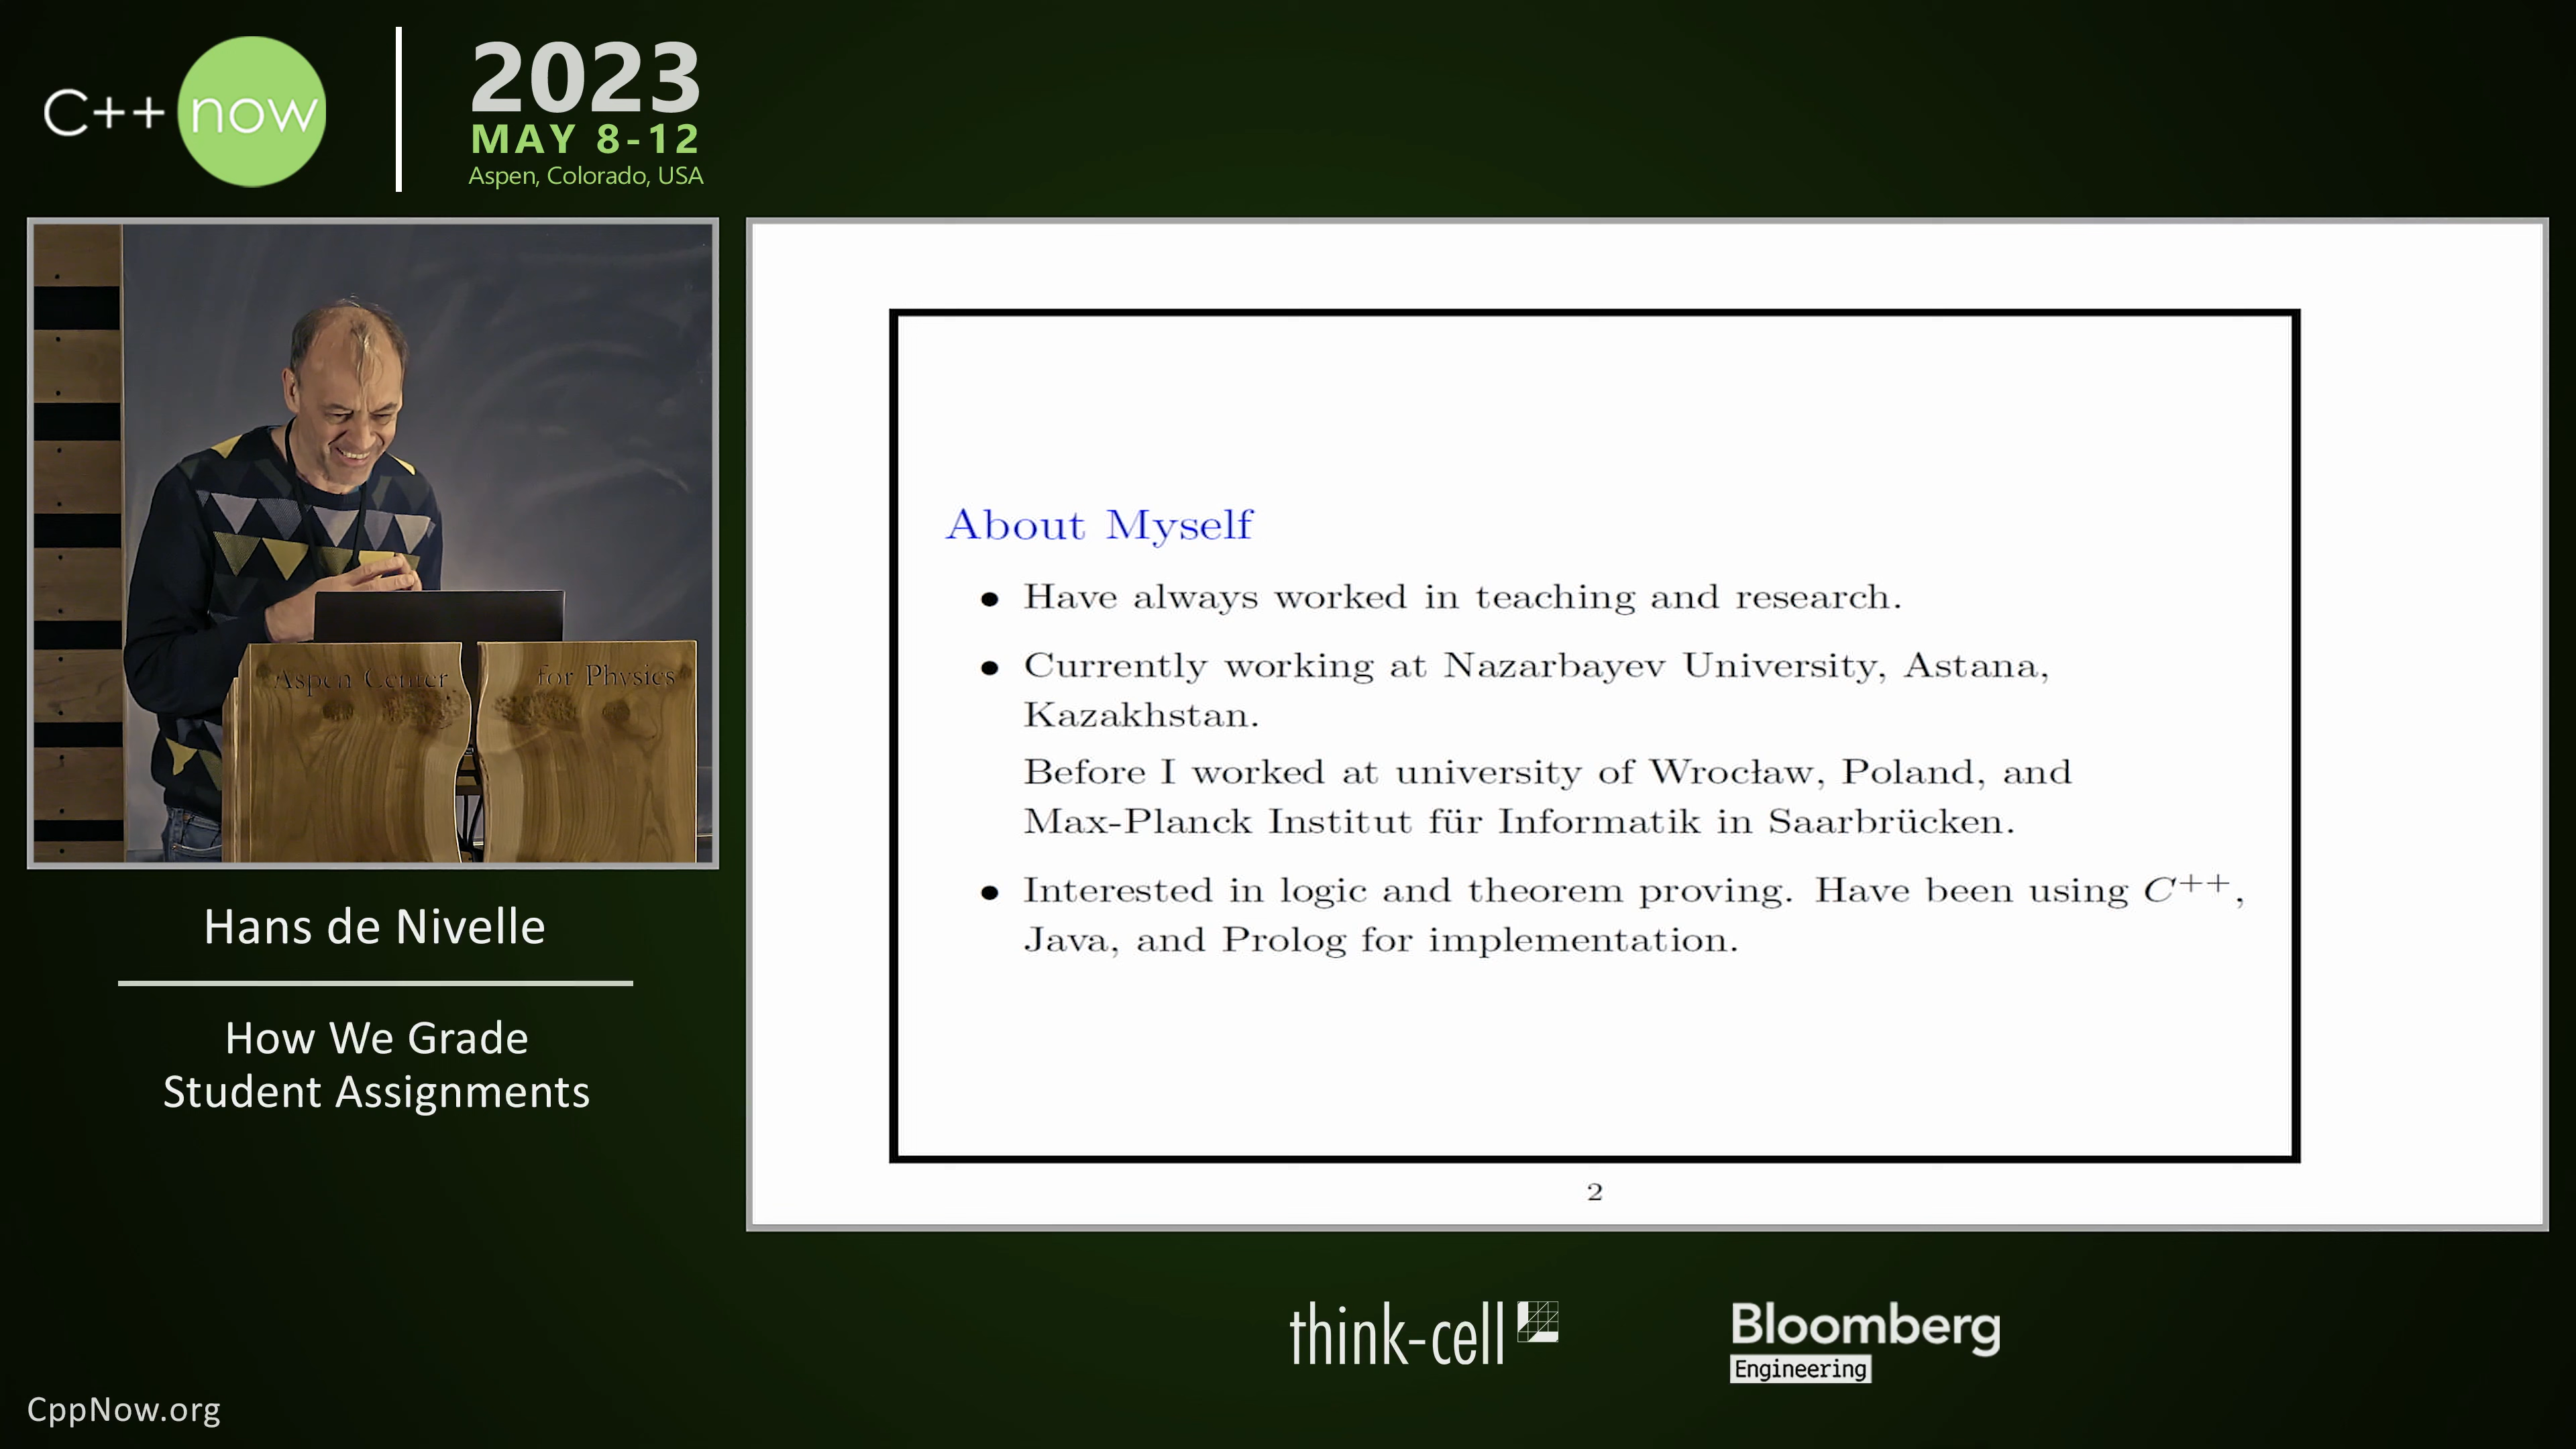 C++ now
2023
MAY 8-12
Aspen, Colorado, USA
Aspen Center for Physics
Hans de Nivelle
How We Grade
Student Assignments
About Myself
• Have always worked in teaching and research.
• Currently working at Nazarbayev University, Astana,
Kazakhstan.
Before I worked at university of Wrocław, Poland, and
Max-Planck Institut für Informatik in Saarbrücken.
• Interested in logic and theorem proving. Have been using C++,
Java, and Prolog for implementation.
2
think-cell
Bloomberg
Engineering
CppNow.org